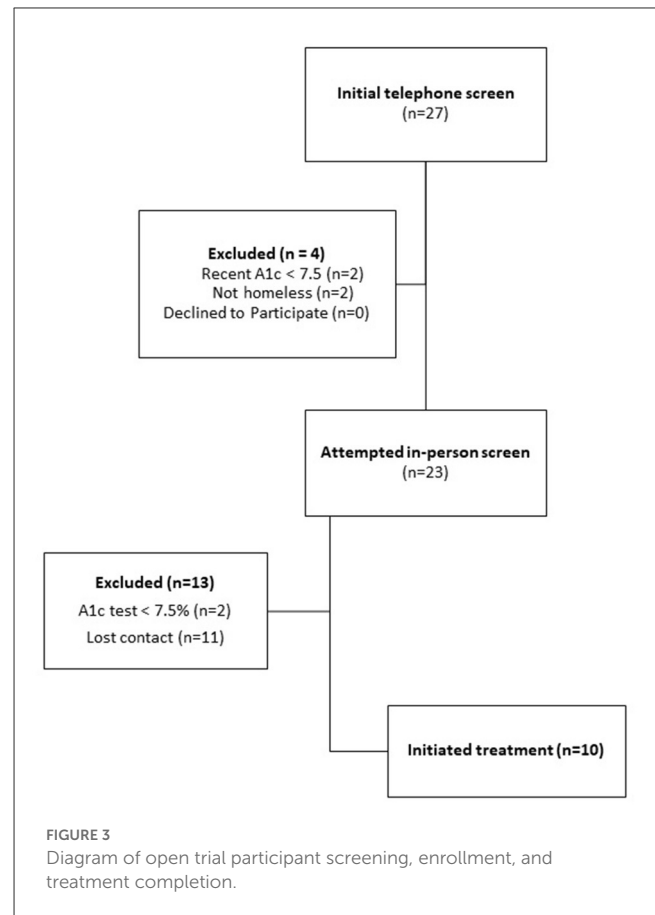 Initial telephone screen
(n=27)
Excluded (n = 4)
Recent A1c < 7.5 (n=2)
Not homeless (n=2)
Declined to Participate (n=0)
Attempted in-person screen
(n=23)
Excluded (n=13)
A1c test < 7.5% (n=2)
Lost contact (n=11)
Initiated treatment (n=10)
FIGURE 3
Diagram of open trial participant screening, enrollment, and
treatment completion.